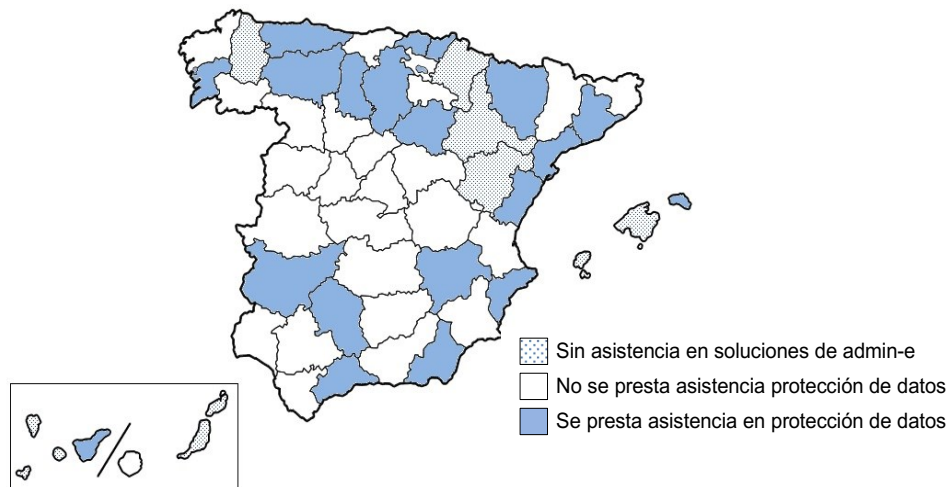 Sin asistencia en soluciones de admin-e
No se presta asistencia protección de datos
Se presta asistencia en protección de datos